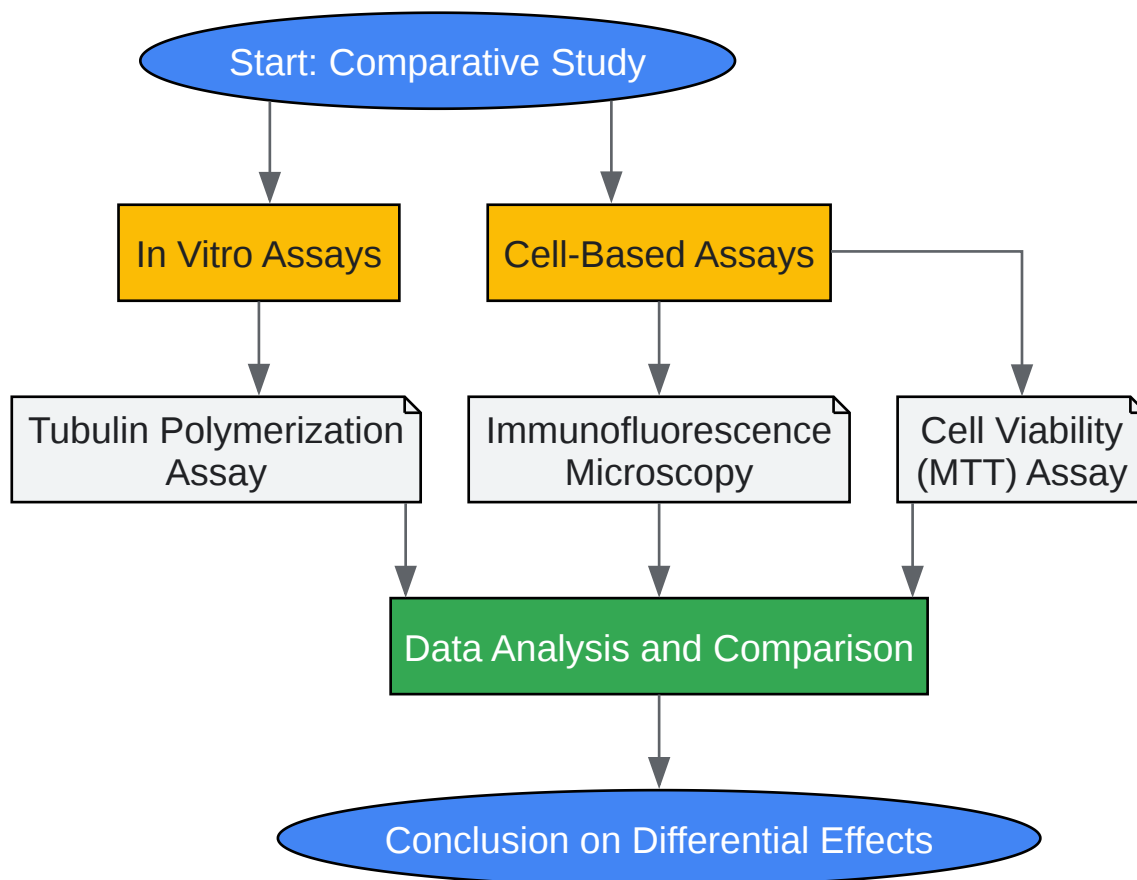 Start: Comparative Study
In Vitro Assays
Cell-Based Assays
Tubulin Polymerization
Assay
Immunofluorescence
Microscopy
Cell Viability
(MTT) Assay
Data Analysis and Comparison
Conclusion on Differential Effects